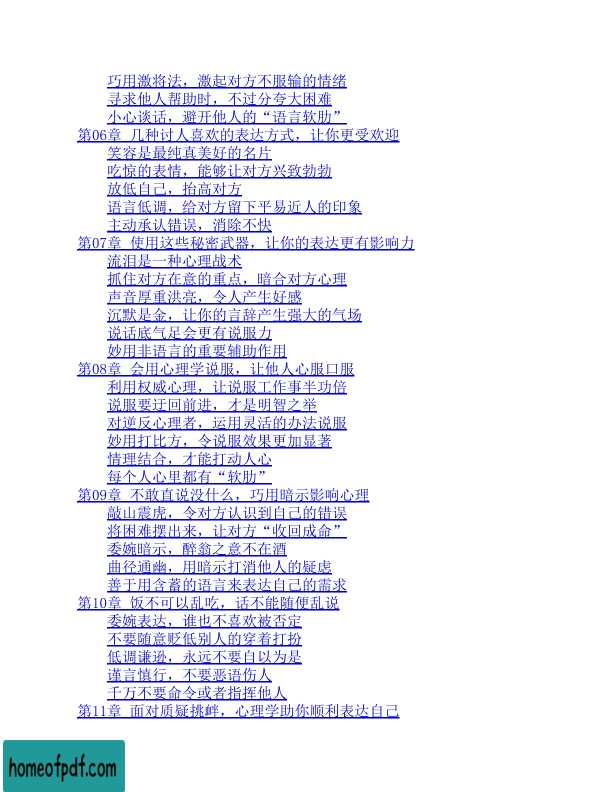 巧用激将法，激起对方不服输的情绪
寻求他人帮助时，不过分夸大困难
小心谈话，避开他人的“语言软肋”
第06章 几种讨人喜欢的表达方式，让你更受欢迎
笑容是最纯真美好的名片
吃惊的表情，能够让对方兴致勃勃
放低自己，抬高对方
语言低调，给对方留下平易近人的印象
主动承认错误，消除不快
第07章 使用这些秘密武器，让你的表达更有影响力
流泪是一种心理战术
抓住对方在意的重点，暗合对方心理
声音厚重洪亮，令人产生好感
沉默是金，让你的言辞产生强大的气场
说话底气足会更有说服力
妙用非语言的重要辅助作用
第08章 会用心理学说服，让他人心服口服
利用权威心理，让说服工作事半功倍
说服要迂回前进，才是明智之举
对逆反心理者，运用灵活的办法说服
妙用打比方，令说服效果更加显著
情理结合，才能打动人心
每个人心里都有“软肋”
第09章 不敢直说没什么，巧用暗示影响心理
敲山震虎，令对方认识到自己的错误
将困难摆出来，让对方“收回成命”
委婉暗示，醉翁之意不在酒
曲径通幽，用暗示打消他人的疑虑
善于用含蓄的语言来表达自己的需求
第10章 饭不可以乱吃，话不能随便乱说
委婉表达，谁也不喜欢被否定
不要随意贬低别人的穿着打扮
低调谦逊，永远不要自以为是
谨言慎行，不要恶语伤人
千万不要命令或者指挥他人
第11章 面对质疑挑衅，心理学助你顺利表达自己
homeofpdf.com